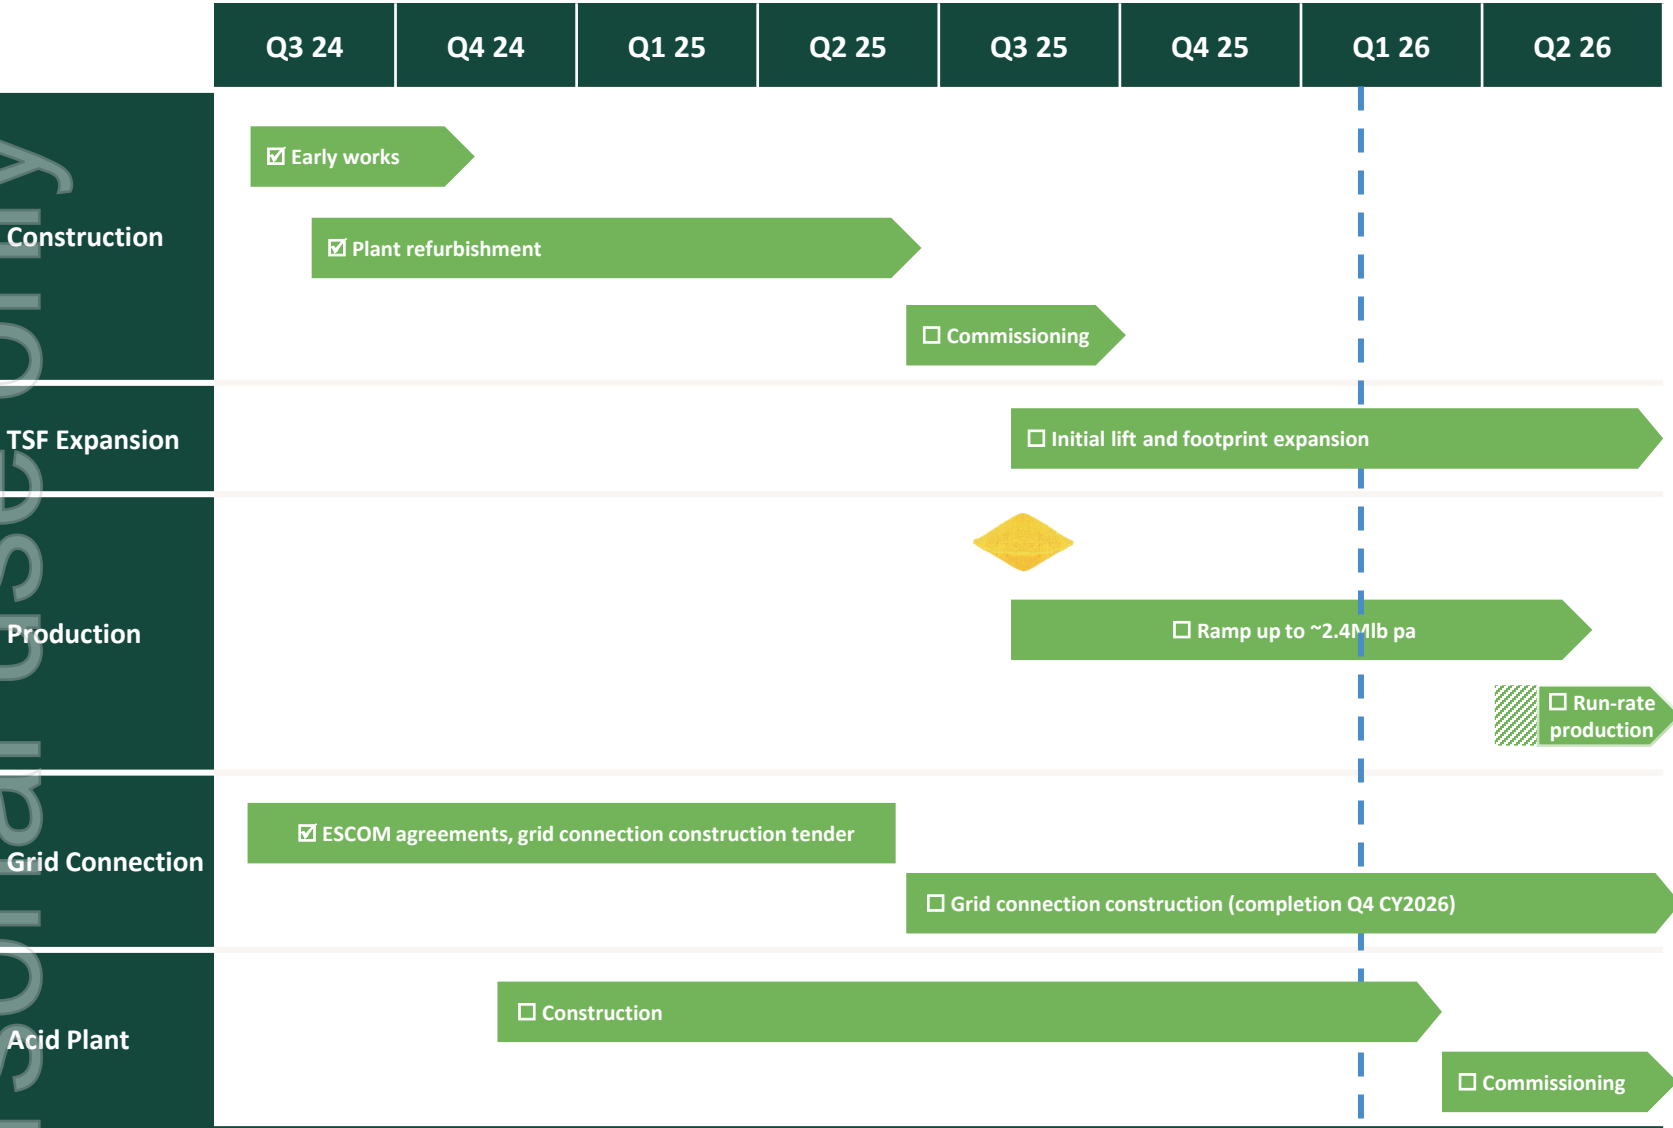 Q3 24 Q4 24 Q1 25 Q2 25 Q3 25 Q4 25 Q1 26 Q2 26
Construction
☑ Early works
☑ Plant refurbishment
☐ Commissioning
TSF Expansion
☐ Initial lift and footprint expansion
Production
☐ Ramp up to ~2.4Mlb pa
☐ Run-rate
production
Grid Connection
☑ ESCOM agreements, grid connection construction tender
☐ Grid connection construction (completion Q4 CY2026)
Acid Plant
☐ Construction
☐ Commissioning